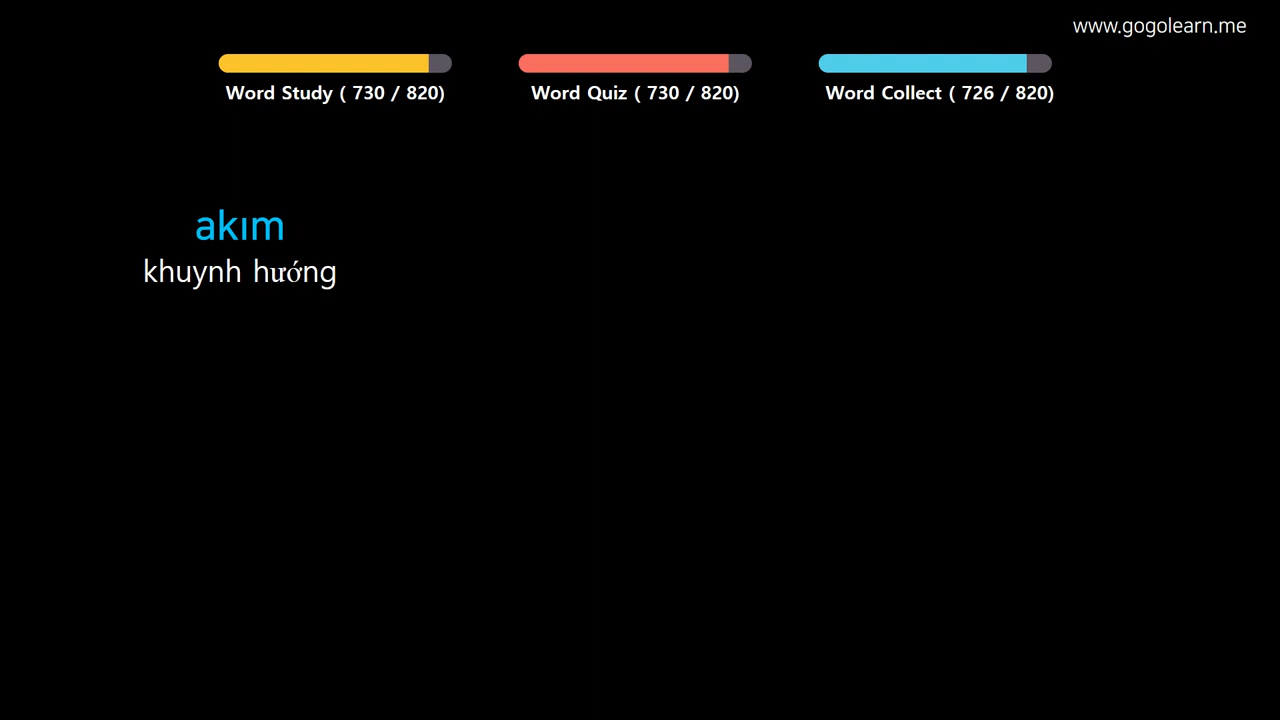 www.gogolearn.me
Word Study ( 730 / 820)
Word Quiz ( 730 / 820)
Word Collect ( 726 / 820)
akım
khuynh hướng